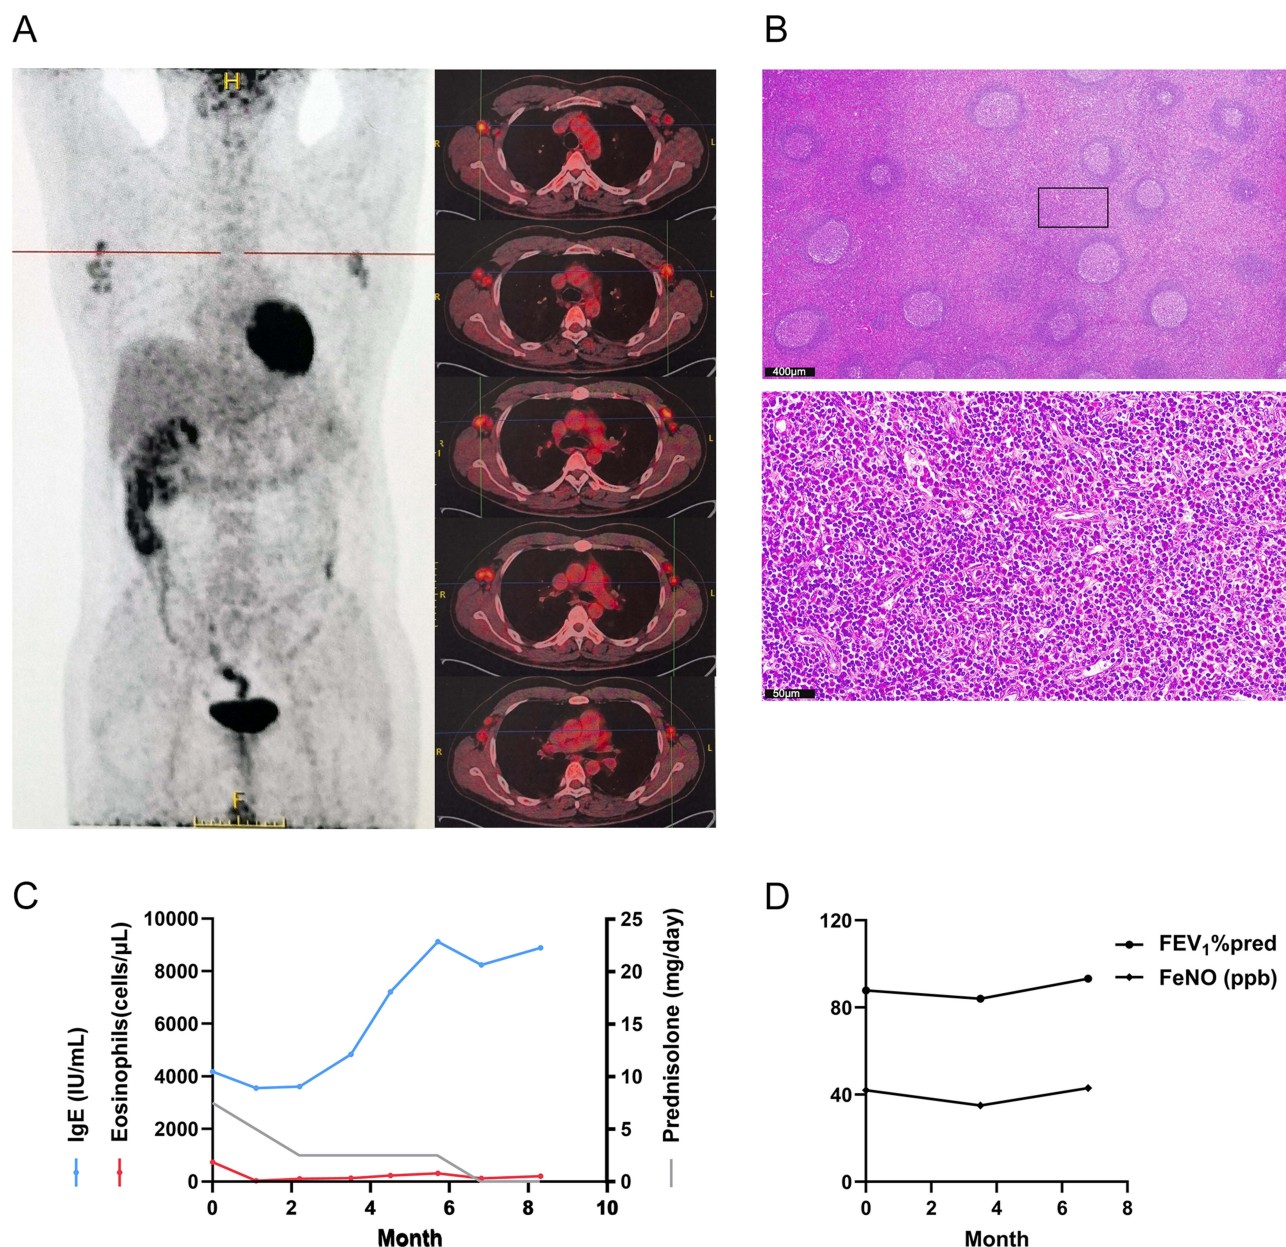 A
H
F
R
L
R
L
R
L
R
L
R
L
B
400µm
50µm
C
IgE (IU/mL)
Eosinophils(cells/µL)
10000
8000
6000
4000
2000
0
25
20
15
10
5
0
Prednisolone (mg/day)
0 2 4 6 8 10
Month
D
120
80
40
0
0 2 4 6 8
Month
FEV₁%pred
FeNO (ppb)